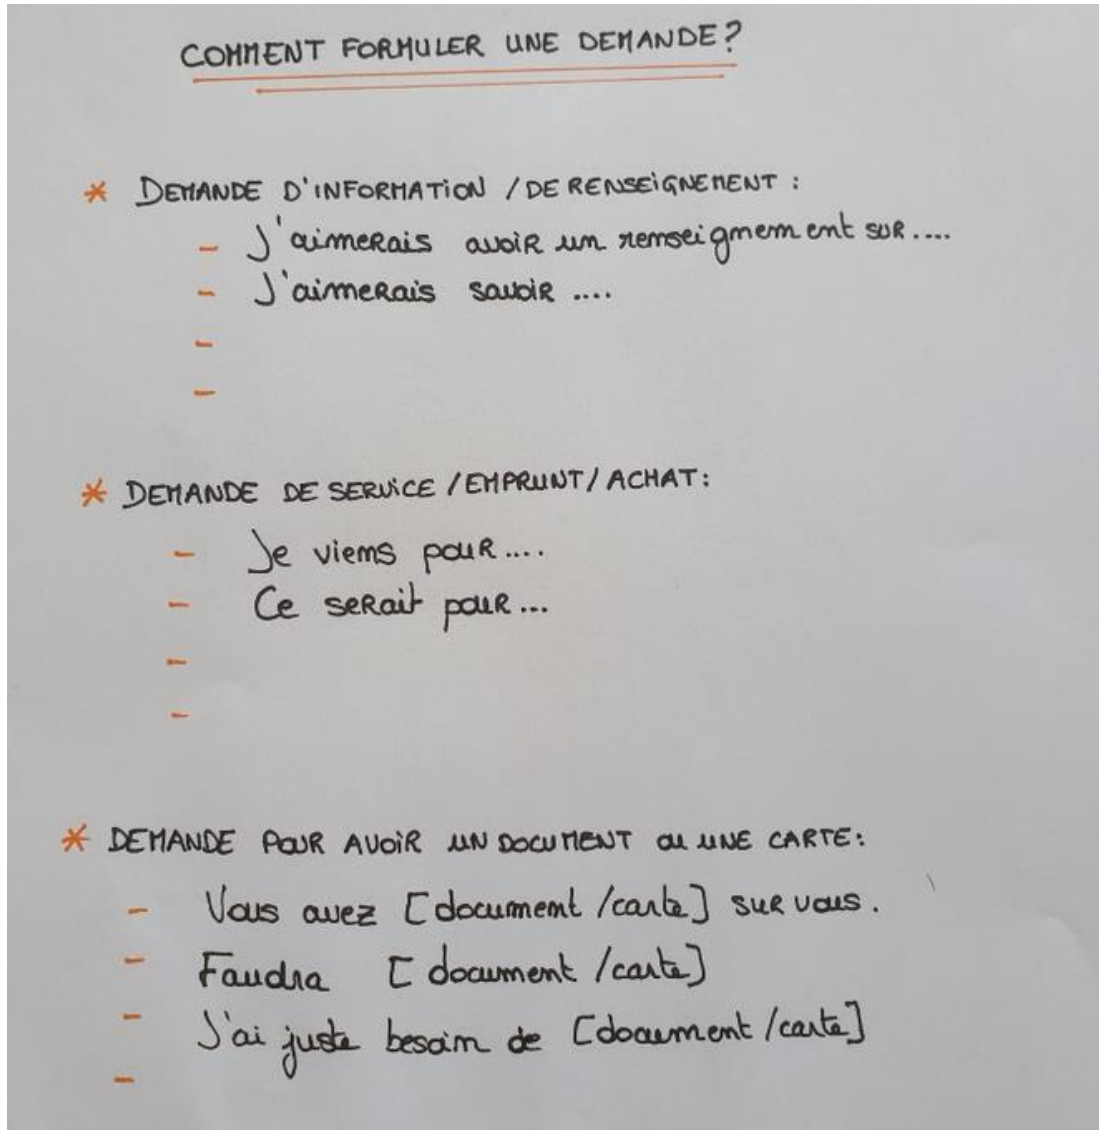 COMMENT FORMULER UNE DEMANDE?
* DEMANDE D'INFORMATION / DE RENSEIGNEMENT :
- J'aimerais avoir un renseignement sur....
- J'aimerais savoir ....
-
-
* DEMANDE DE SERVICE / EMPRUNT / ACHAT:
- Je viens pour....
- Ce serait pour...
-
-
* DEMANDE POUR AVOIR UN DOCUMENT OU UNE CARTE:
- Vous avez [document /carte] sur vous.
- Faudra [document /carte]
- J'ai juste besoin de [document /carte]
-